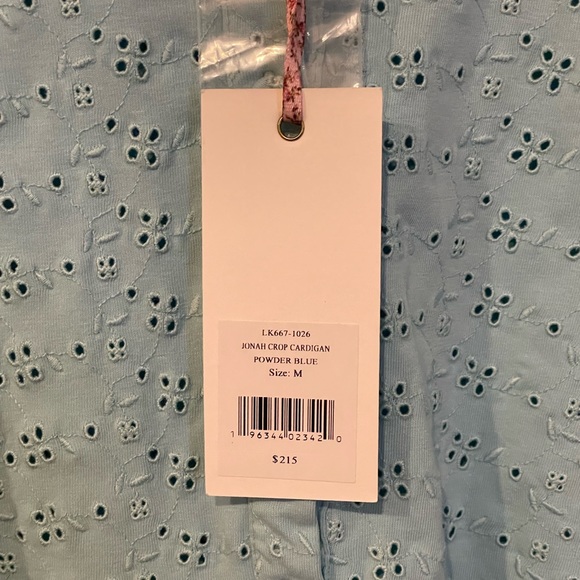 LK667-1026
JONAH CROP CARDIGAN
POWDER BLUE
Size: M
1 96344 02342 0
$215